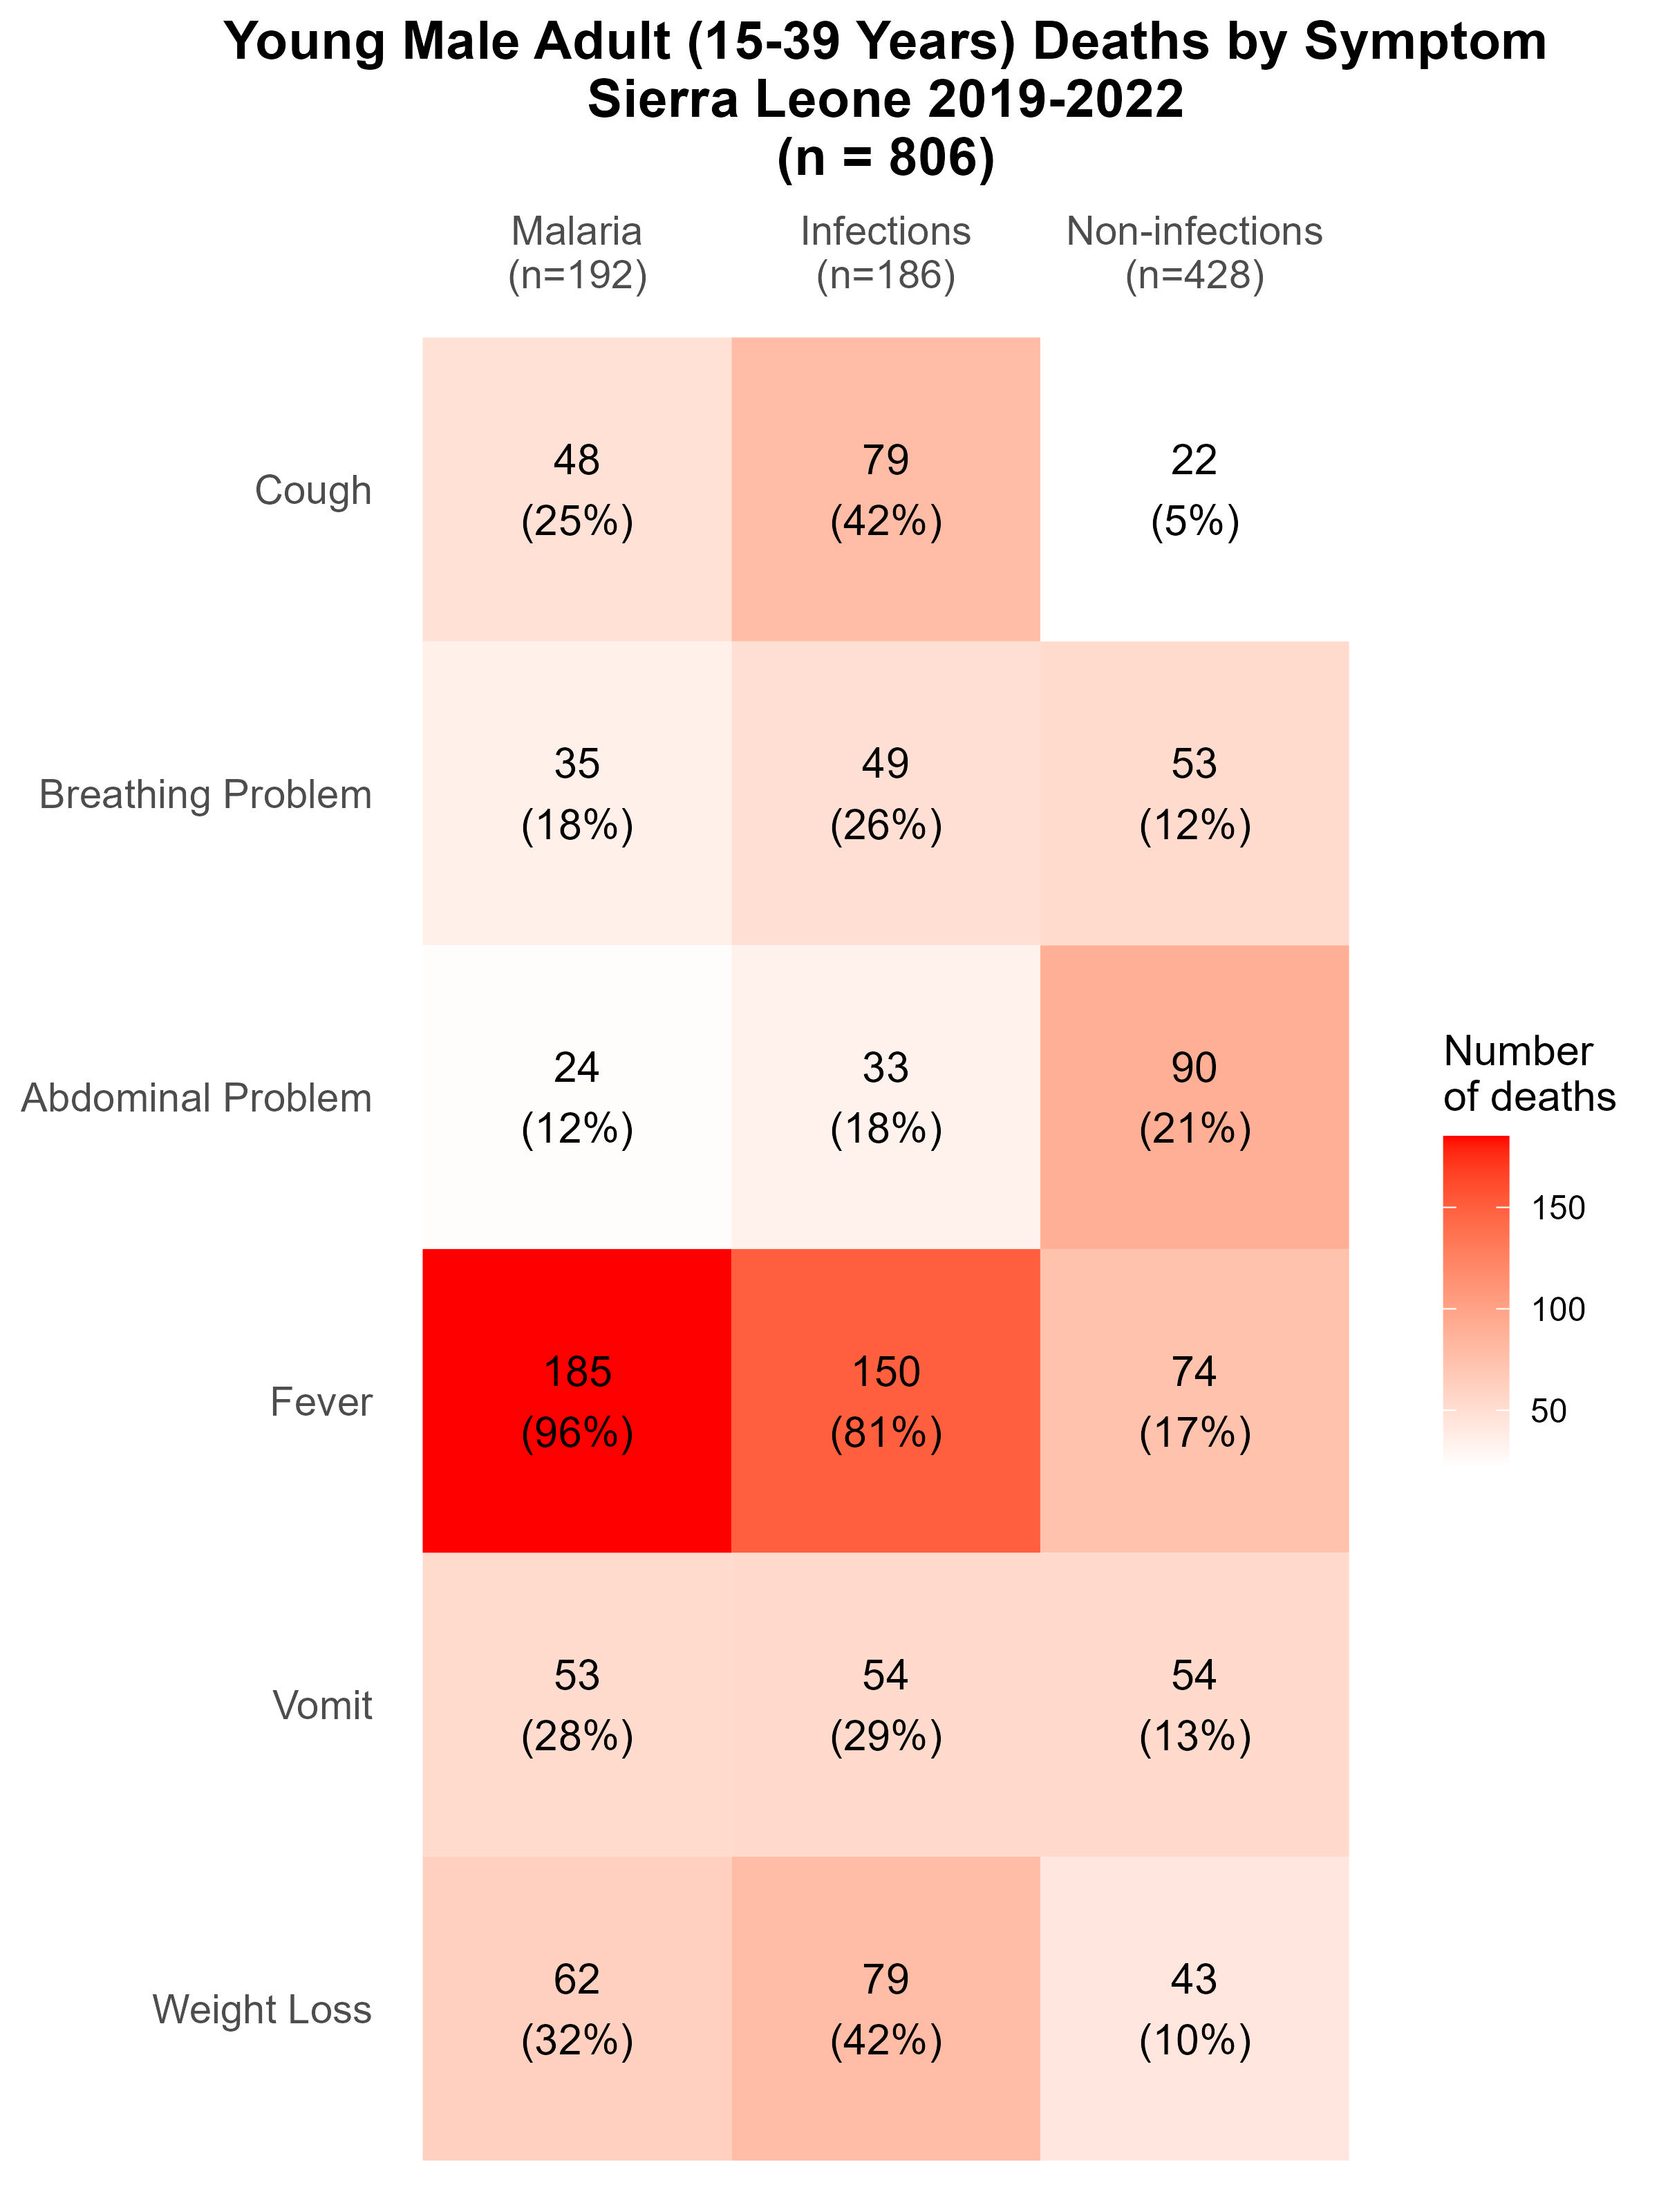 Young Male Adult (15-39 Years) Deaths by Symptom
Sierra Leone 2019-2022
(n = 806)
Malaria Infections Non-infections
(n=192) (n=186) (n=428)
48 79 22
Cough
(25%) (42%) (5%)
35 49 53
Breathing Problem
(18%) (26%) (12%)
24 33 90
Abdominal Problem
(12%) (18%) (21%)
185 150 74
Fever
(96%) (81%) (17%)
53 54 54
Vomit
(28%) (29%) (13%)
62 79 43
Weight Loss
(32%) (42%) (10%)
Number
of deaths
150
100
50